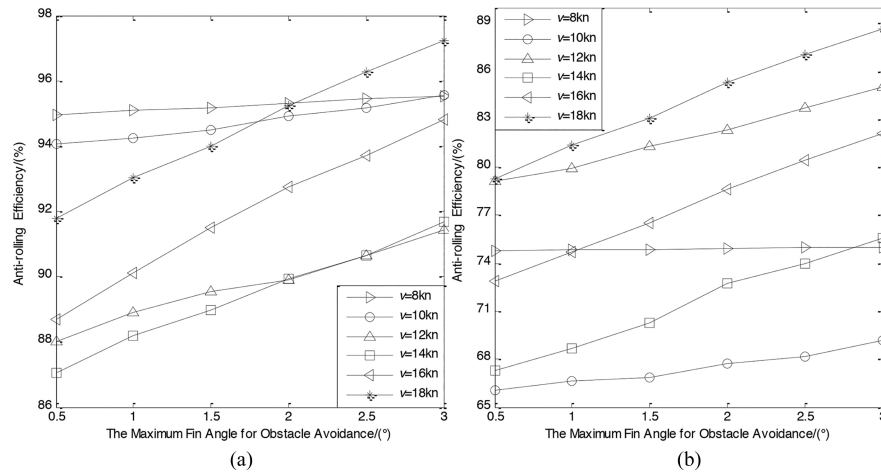 98
96
94
92
90
88
86
Anti-rolling Efficiency/(%)
v=8kn
v=10kn
v=12kn
v=14kn
v=16kn
v=18kn
0.5 1 1.5 2 2.5 3
The Maximum Fin Angle for Obstacle Avoidance/(°)
(a)
89
86
83
80
77
74
71
68
65
Anti-rolling Efficiency/(%)
v=8kn
v=10kn
v=12kn
v=14kn
v=16kn
v=18kn
0.5 1 1.5 2 2.5 3
The Maximum Fin Angle for Obstacle Avoidance/(°)
(b)